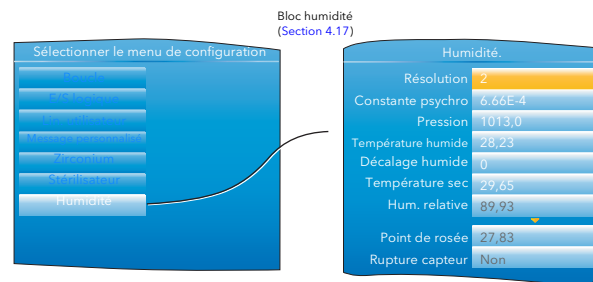 Bloc humidité
(Section 4.17)
Sélectionner le menu de configuration
Boucle
E/S logique
Lin. utilisateur
Message personnalisé
Zirconium
Stérilisateur
Humidité
Humidité.
Résolution 2
Constante psychro 6.66E-4
Pression 1013,0
Température humide 28,23
Décalage humide 0
Température sec 29,65
Hum. relative 89,93
Point de rosée 27,83
Rupture capteur Non